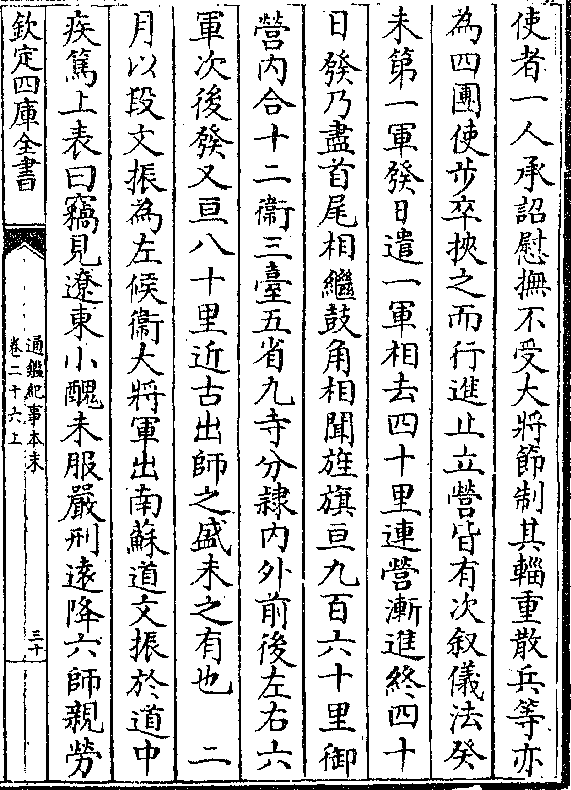 使者一人承詔慰撫不受大將節制其輜重散兵等亦
為四團使步卒挾之而行進止立營皆有次叙儀法癸
未第一軍發日遣一軍相去四十里連營漸進終四十
日發乃盡首尾相繼鼓角相聞旌旗亘九百六十里御
營內合十二衛三臺五省九寺分隷內外前後左右六
軍次後發又亘八十里近古出師之盛未之有也　二
月以段文振為左候衛大將軍出南蘇道文振於道中
疾篤上表曰竊見遼東小醜未服嚴刑逺降六師親勞
欽定四庫全書
通鑑紀事本末
卷二十六上
三十